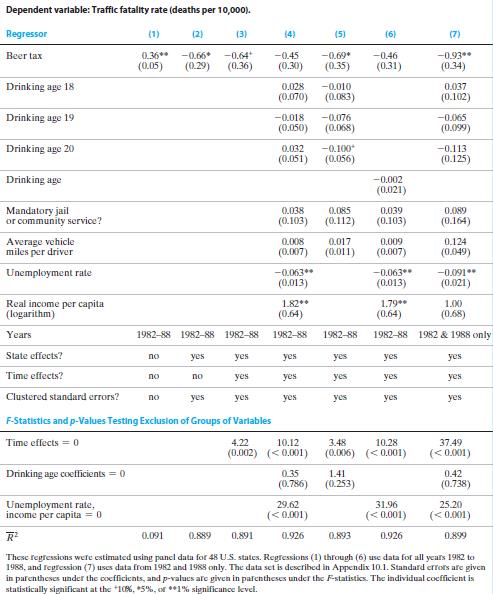 Dependent variable: Traffic fatality rate (deaths per 10,000).
Regressor (1) (2) (3) (4) (5) (6) (7)
Beer tax 0.36** −0.66* −0.64+ −0.45 −0.69* −0.46 −0.93**
(0.05) (0.29) (0.36) (0.30) (0.35) (0.31) (0.34)
Drinking age 18 0.028 −0.010 0.037
(0.070) (0.083) (0.102)
Drinking age 19 −0.018 −0.076 −0.065
(0.050) (0.068) (0.099)
Drinking age 20 0.032 −0.100+ −0.113
(0.051) (0.056) (0.125)
Drinking age −0.002
(0.021)
Mandatory jail 0.038 0.085 0.039 0.089
or community service? (0.103) (0.112) (0.103) (0.164)
Average vehicle 0.008 0.017 0.009 0.124
miles per driver (0.007) (0.011) (0.007) (0.049)
Unemployment rate −0.063** −0.063** −0.091**
(0.013) (0.013) (0.021)
Real income per capita 1.82** 1.79** 1.00
(logarithm) (0.64) (0.64) (0.68)
Years 1982–88 1982–88 1982–88 1982–88 1982–88 1982–88 1982 & 1988 only
State effects? no yes yes yes yes yes yes
Time effects? no no yes yes yes yes yes
Clustered standard errors? no yes yes yes yes yes yes
F-Statistics and p-Values Testing Exclusion of Groups of Variables
Time effects = 0 4.22 10.12 3.48 10.28 37.49
(0.002) (< 0.001) (0.006) (< 0.001) (< 0.001)
Drinking age coefficients = 0 0.35 1.41 0.42
(0.786) (0.253) (0.738)
Unemployment rate, 29.62 31.96 25.20
income per capita = 0 (< 0.001) (< 0.001) (< 0.001)
R̄² 0.091 0.889 0.891 0.926 0.893 0.926 0.899
These regressions were estimated using panel data for 48 U.S. states. Regressions (1) through (6) use data for all years 1982 to
1988, and regression (7) uses data from 1982 and 1988 only. The data set is described in Appendix 10.1. Standard errors are given
in parentheses under the coefficients, and p-values are given in parentheses under the F-statistics. The individual coefficient is
statistically significant at the +10%, *5%, or **1% significance level.